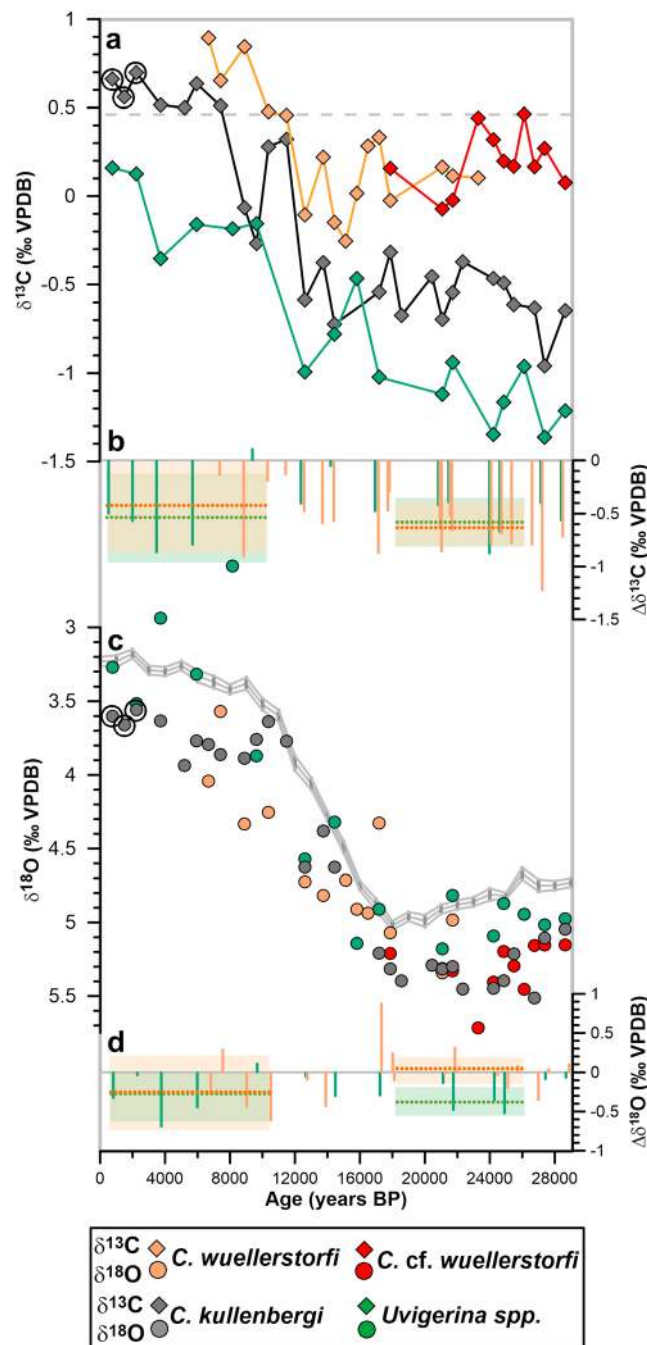 a
1
0.5
0
-0.5
-1
-1.5
δ13C (‰ VPDB)
b
0
-0.5
-1
-1.5
Δδ13C (‰ VPDB)
c
3
3.5
4
4.5
5
5.5
δ18O (‰ VPDB)
d
1
0.5
0
-0.5
-1
Δδ18O (‰ VPDB)
0 4000 8000 12000 16000 20000 24000 28000
Age (years BP)
δ13C C. wuellerstorfi C. cf. wuellerstorfi
δ18O
δ13C C. kullenbergi Uvigerina spp.
δ18O